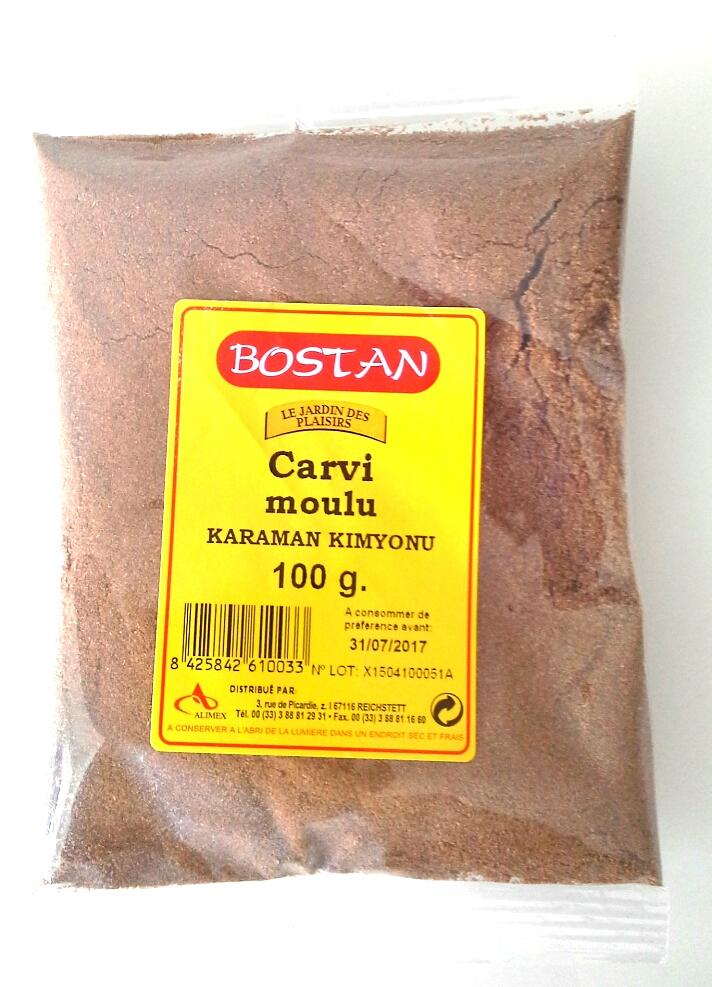 BOSTAN
LE JARDIN DES
PLAISIRS
Carvi
moulu
KARAMAN KIMYONU
100 g.
A consommer de
preference avant:
31/07/2017
8 425842 610033
N° LOT: X1504100051A
DISTRIBUÉ PAR:
ALIMEX
3, rue de Picardie, z. I 67116 REICHSTETT
Tél. 00 (33) 3 88 81 29 31 • Fax. 00 (33) 3 88 81 16 60
A CONSERVER A L'ABRI DE LA LUMIERE DANS UN ENDROIT SEC ET FRAIS